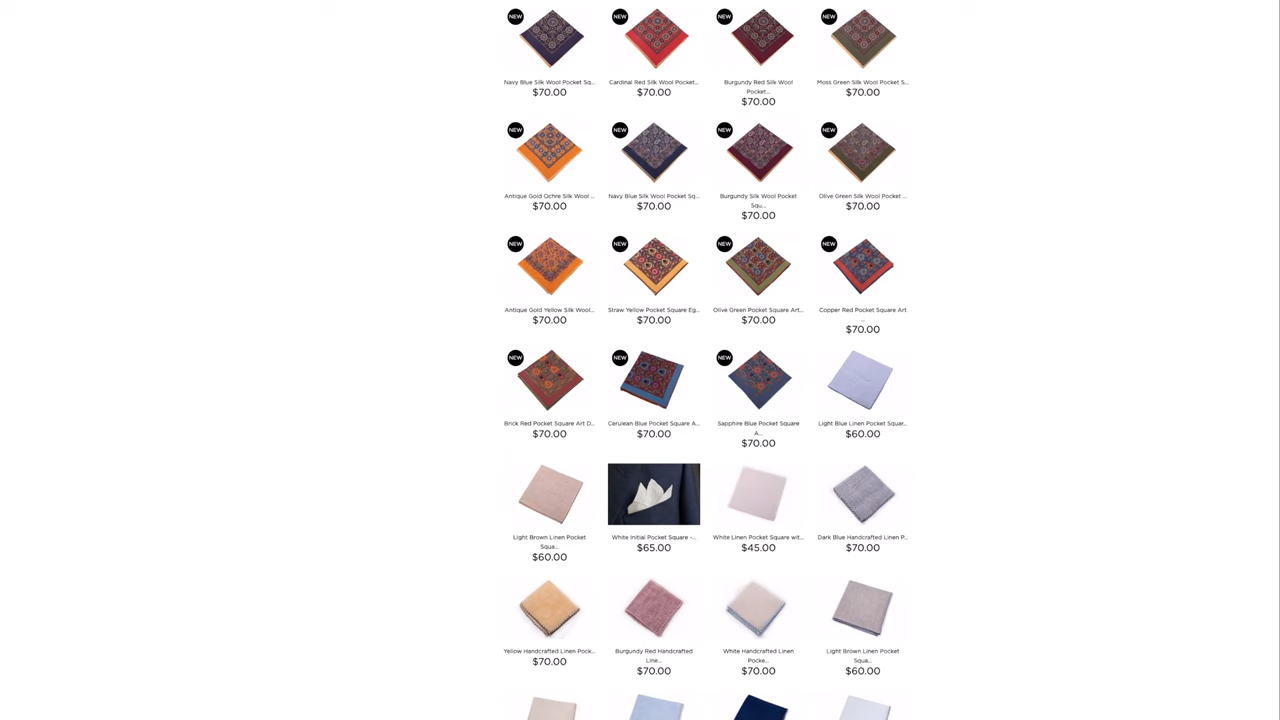 NEW NEW NEW NEW
Navy Blue Silk Wool Pocket Sq... Cardinal Red Silk Wool Pocket... Burgundy Red Silk Wool Moss Green Silk Wool Pocket S...
Pocket...
$70.00 $70.00 $70.00 $70.00
NEW NEW NEW NEW
Antique Gold Ochre Silk Wool ... Navy Blue Silk Wool Pocket Sq... Burgundy Silk Wool Pocket Olive Green Silk Wool Pocket ...
Squ...
$70.00 $70.00 $70.00 $70.00
NEW NEW NEW NEW
Antique Gold Yellow Silk Wool... Straw Yellow Pocket Square Eg... Olive Green Pocket Square Art... Copper Red Pocket Square Art
...
$70.00 $70.00 $70.00 $70.00
NEW NEW NEW
Brick Red Pocket Square Art D... Cerulean Blue Pocket Square A... Sapphire Blue Pocket Square Light Blue Linen Pocket Squar...
A...
$70.00 $70.00 $70.00 $60.00
Light Brown Linen Pocket White Initial Pocket Square -... White Linen Pocket Square wit... Dark Blue Handcrafted Linen P...
Squa...
$60.00 $65.00 $45.00 $70.00
Yellow Handcrafted Linen Pock... Burgundy Red Handcrafted White Handcrafted Linen Light Brown Linen Pocket
Line... Pocke... Squa...
$70.00 $70.00 $70.00 $60.00